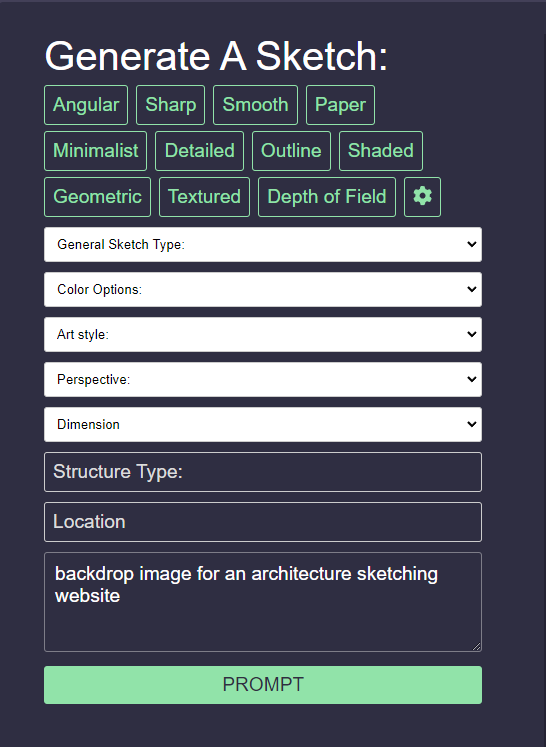 Generate A Sketch:
Angular Sharp Smooth Paper
Minimalist Detailed Outline Shaded
Geometric Textured Depth of Field
General Sketch Type:
Color Options:
Art style:
Perspective:
Dimension
Structure Type:
Location
backdrop image for an architecture sketching
website
PROMPT